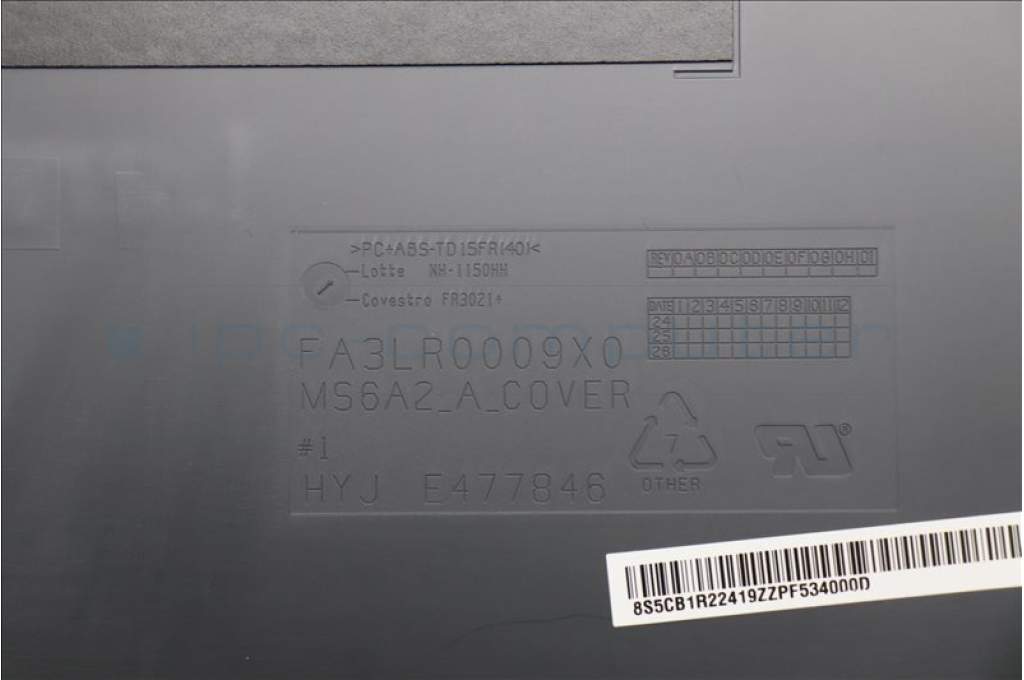 >PC+ABS-TD15FR(40)<
Lotte NH-1150HH
Covestro FR3021+
REV 0A 0B 0C 0D 0E 0F 0G 0H 0I
DATE 1 2 3 4 5 6 7 8 9 10 11 12
24
25
26
FA3LR0009X0
MS6A2_A_COVER
#1
HYJ E477846
7
OTHER
®
8S5CB1R22419ZZPF534000D